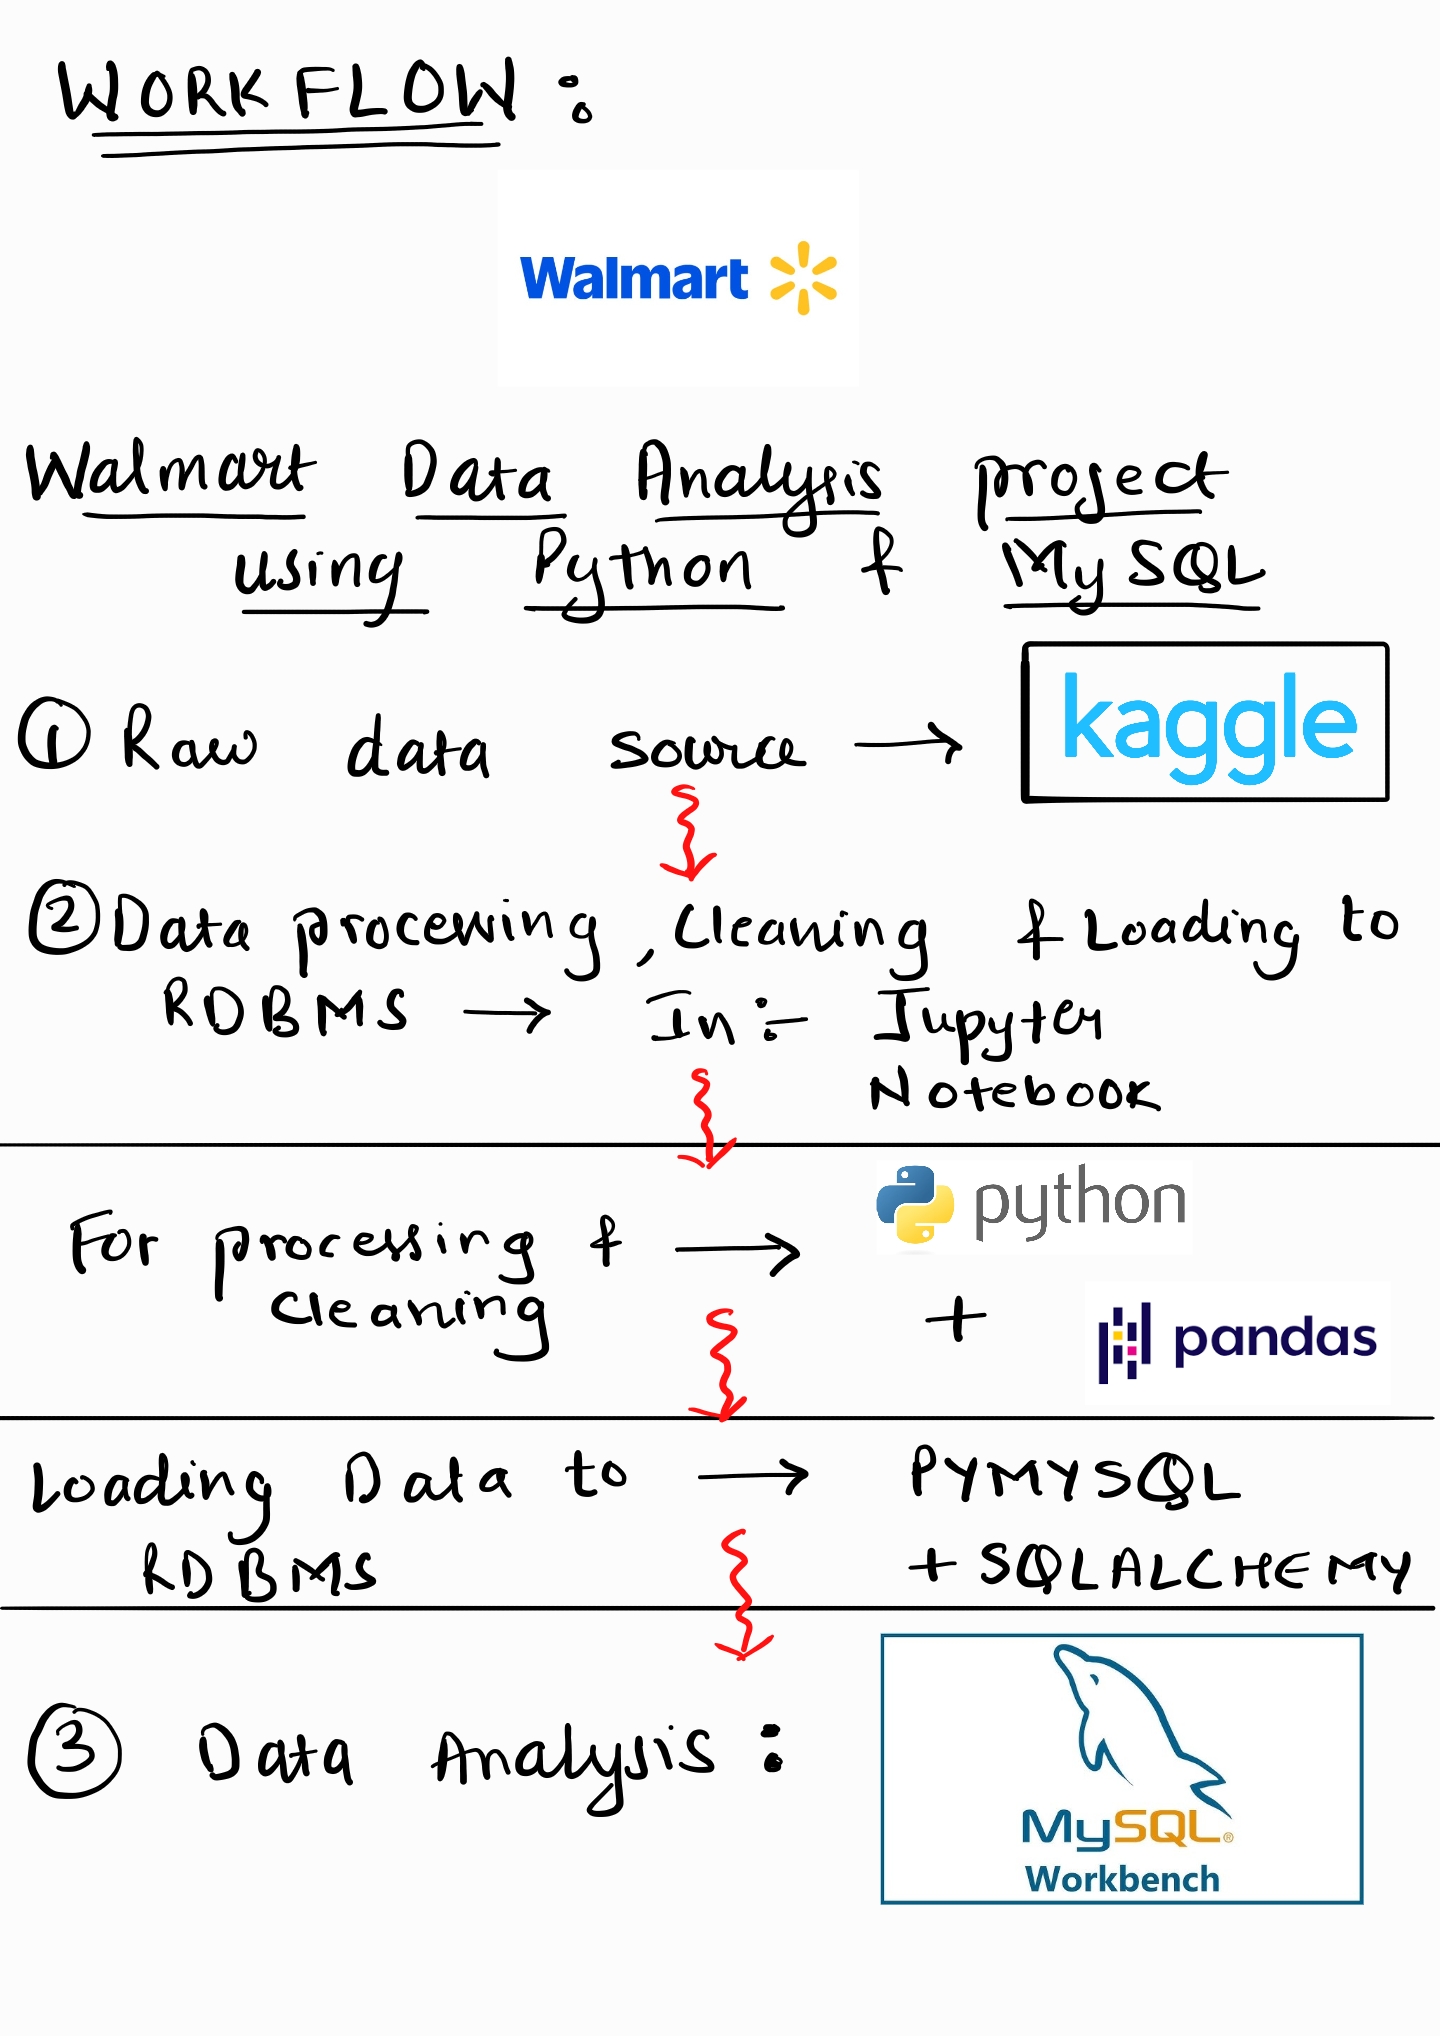 WORKFLOW:
Walmart
Walmart Data Analysis project
using Python & MySQL
① Raw data source → kaggle
② Data processing, Cleaning & Loading to
RDBMS → In:- Jupyter
Notebook
For processing & → python
cleaning
+ pandas
Loading Data to → PYMYSQL
RDBMS + SQLALCHEMY
③ Data Analysis:
MySQL®
Workbench